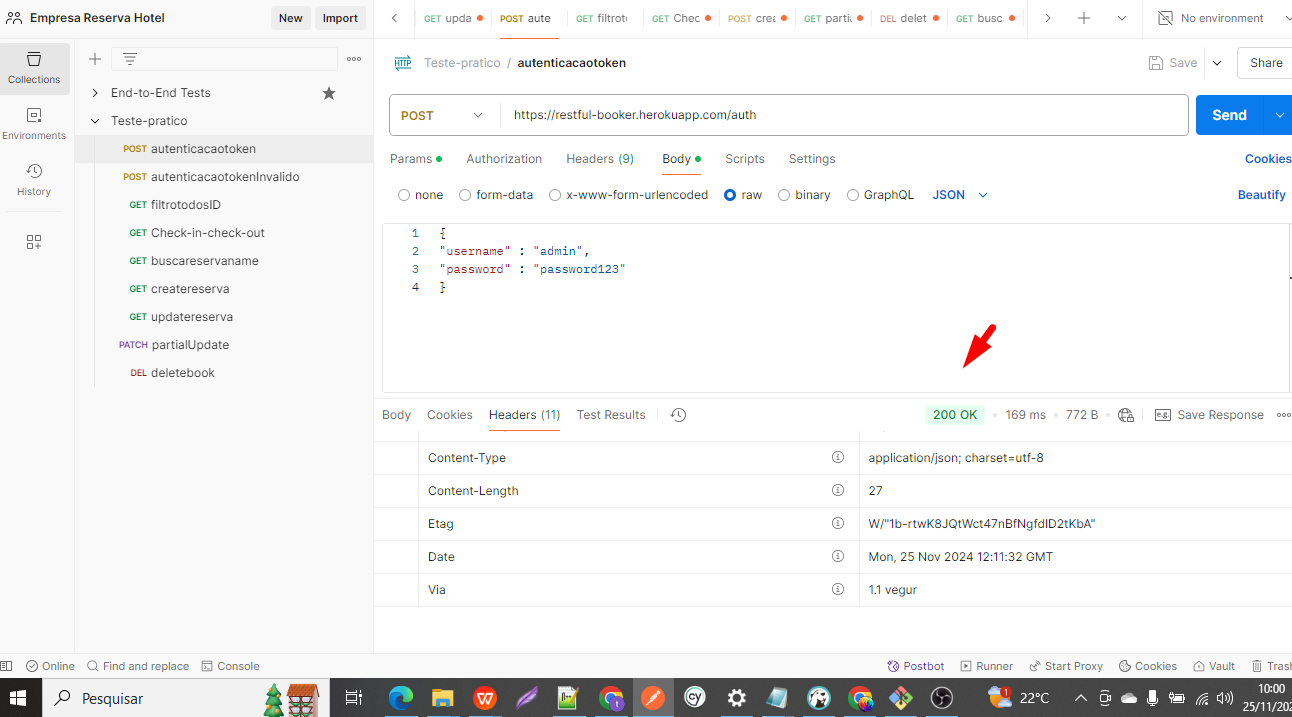 Empresa Reserva Hotel
New
Import
GET upda
POST aute
GET filtrot
GET Chec
POST crea
GET parti
DEL delet
GET busc
No environment
Collections
Environments
History
End-to-End Tests
Teste-pratico
POST autenticacaotoken
POST autenticacaotokenInvalido
GET filtrotodosID
GET Check-in-check-out
GET buscareservaname
GET createreserva
GET updatereserva
PATCH partialUpdate
DEL deletebook
HTTP Teste-pratico / autenticacaotoken
Save
Share
POST
https://restful-booker.herokuapp.com/auth
Send
Params
Authorization
Headers (9)
Body
Scripts
Settings
Cookies
none
form-data
x-www-form-urlencoded
raw
binary
GraphQL
JSON
Beautify
1 {
2 "username" : "admin",
3 "password" : "password123"
4 }
Body
Cookies
Headers (11)
Test Results
200 OK
169 ms
772 B
e.g. Save Response
Content-Type
application/json; charset=utf-8
Content-Length
27
Etag
W/"1b-rtwK8JQtWct47nBfNgfdID2tKbA"
Date
Mon, 25 Nov 2024 12:11:32 GMT
Via
1.1 vegur
Online
Find and replace
Console
Postbot
Runner
Start Proxy
Cookies
Vault
Trash
Pesquisar
1
22°C
10:00
25/11/202